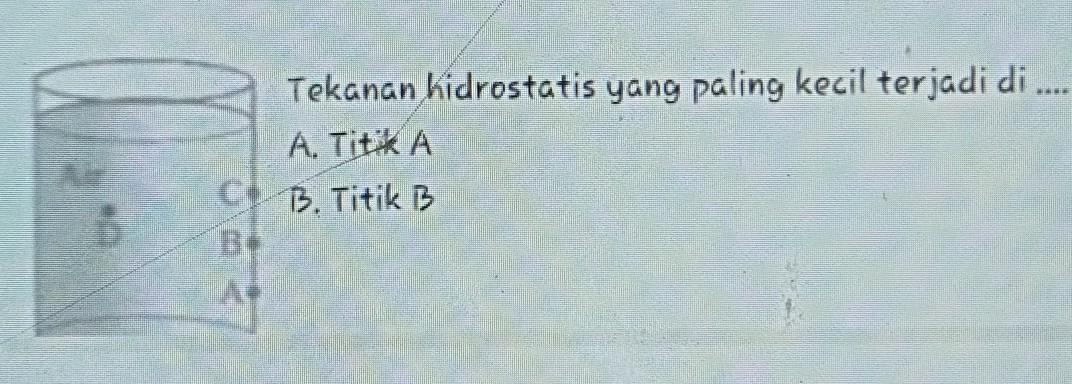 Tekanan hidrostatis yang paling kecil terjadi di ....
A. Titik A
B. Titik B
Air
C
D
B
A